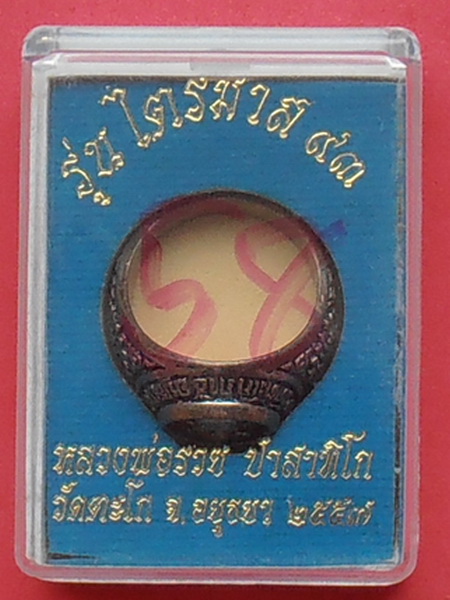 รุ่น ไตรมาส ๙๓
58
หลวงพ่อรวย ปาสาทิโก
วัดตะโก จ.อยุธยา ๒๕๕๗